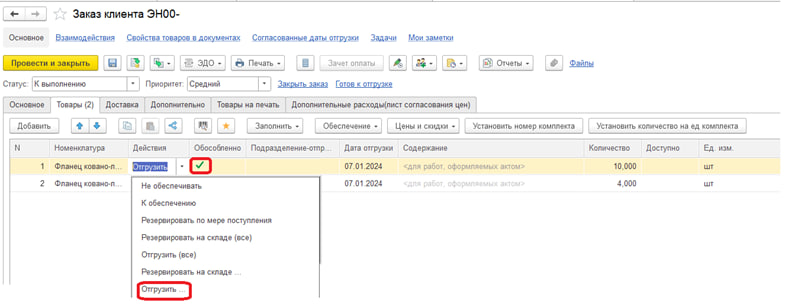 Заказ клиента ЭН00-
Основное Взаимодействия Свойства товаров в документах Согласованные даты отгрузки Задачи Мои заметки
Провести и закрыть ЭДО Печать Зачет оплаты Отчеты Файлы
Статус: К выполнению Приоритет: Средний Закрыть заказ Готов к отгрузке
Основное Товары (2) Доставка Дополнительно Товары на печать Дополнительные расходы(лист согласования цен)
Добавить Заполнить Обеспечение Цены и скидки Установить номер комплекта Установить количество на ед комплекта
N Номенклатура Действия Обособленно Подразделение-отпр... Дата отгрузки Содержание Количество Доступно Ед. изм.
1 Фланец ковано-п... Отгрузить 07.01.2024 <для работ, оформляемых актом> 10,000 шт
2 Фланец ковано-п... 07.01.2024 <для работ, оформляемых актом> 4,000 шт
Не обеспечивать
К обеспечению
Резервировать по мере поступления
Резервировать на складе (все)
Отгрузить (все)
Резервировать на складе ...
Отгрузить ...